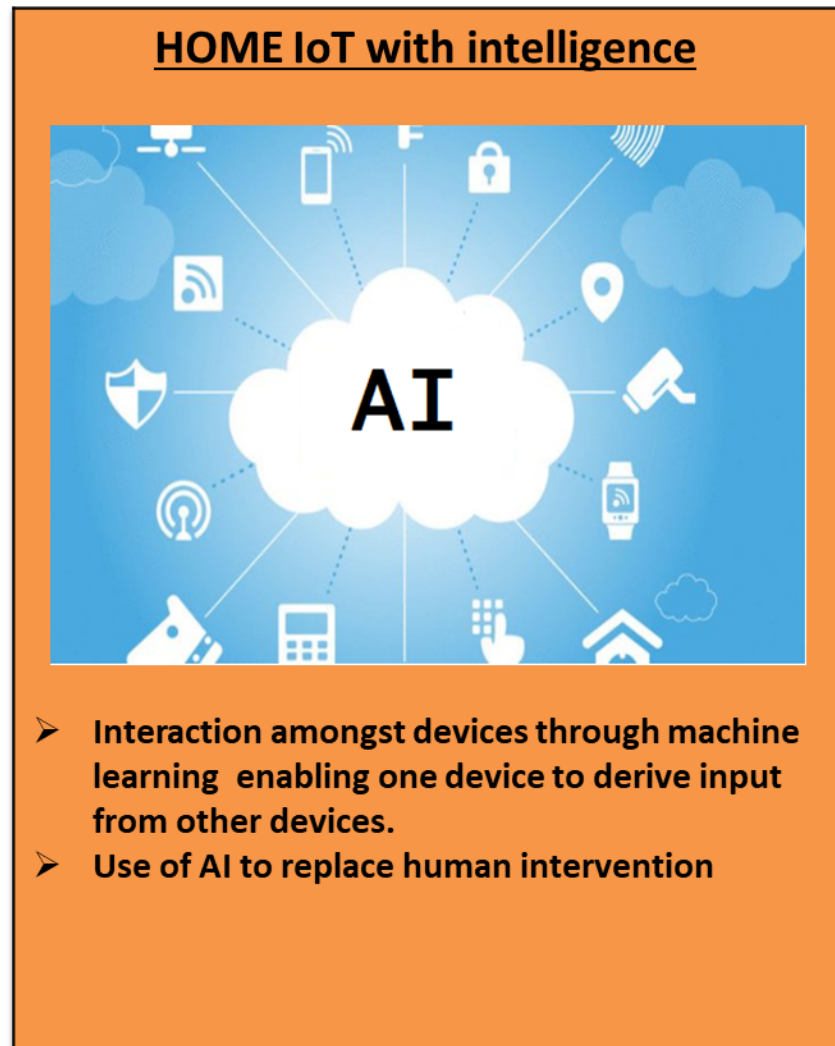 HOME IoT with intelligence
AI
➢ Interaction amongst devices through machine
learning  enabling one device to derive input
from other devices.
➢ Use of AI to replace human intervention